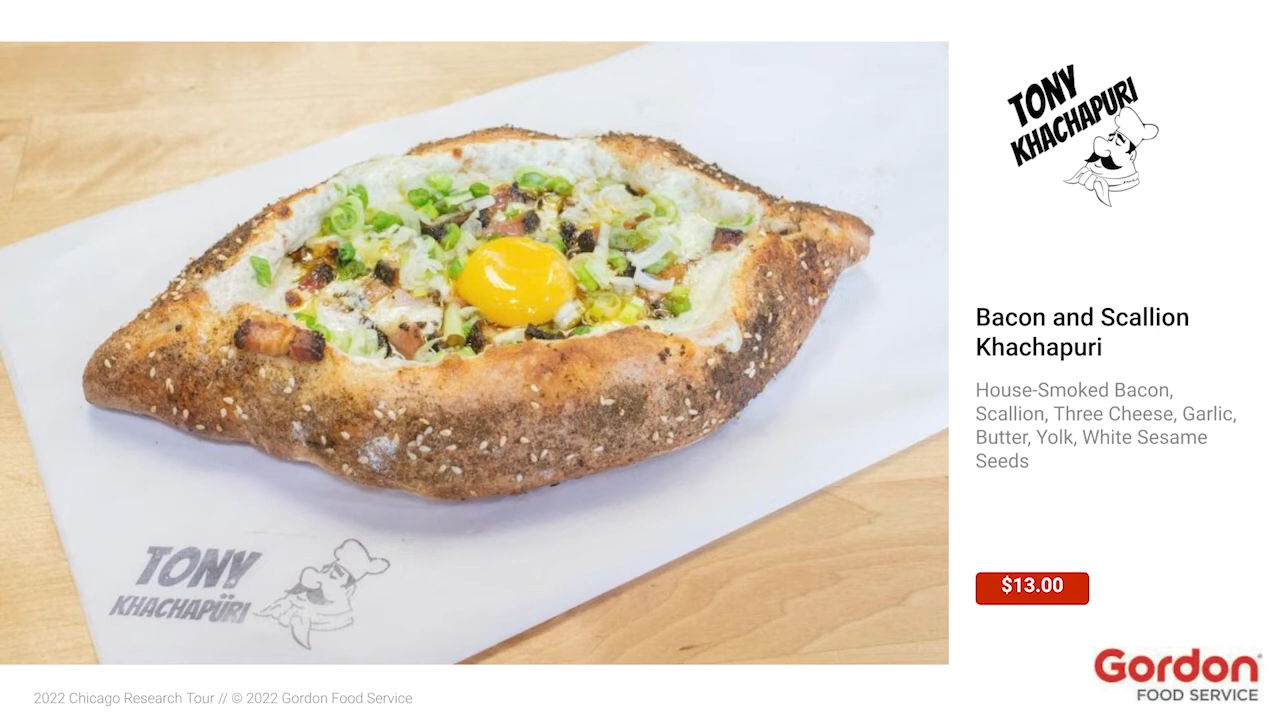 TONY
KHACHAPURI
Bacon and Scallion
Khachapuri
House-Smoked Bacon,
Scallion, Three Cheese, Garlic,
Butter, Yolk, White Sesame
Seeds
$13.00
TONY
KHACHAPÜRI
Gordon
FOOD SERVICE
2022 Chicago Research Tour // © 2022 Gordon Food Service